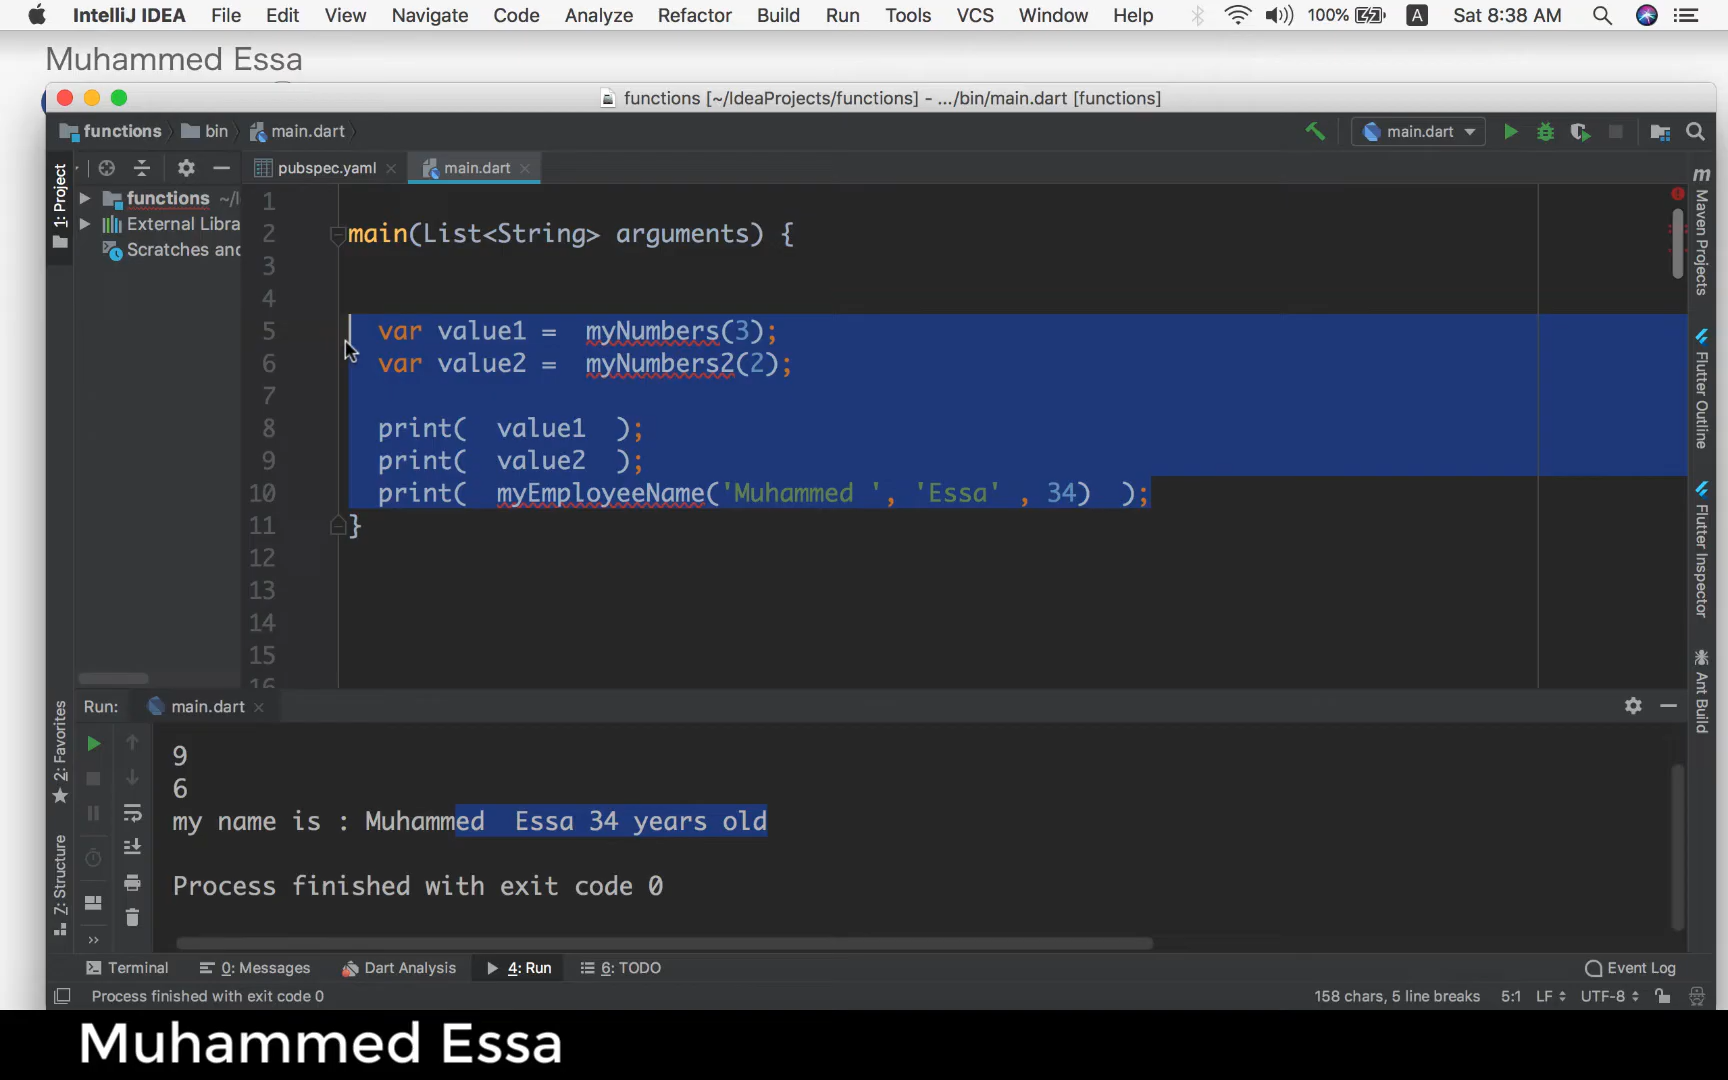 IntelliJ IDEA File Edit View Navigate Code Analyze Refactor Build Run Tools VCS Window Help 100% A Sat 8:38 AM
Muhammed Essa
functions [~/IdeaProjects/functions] - .../bin/main.dart [functions]
functions bin main.dart main.dart
1: Project
pubspec.yaml main.dart
functions ~/
External Libra
Scratches and
1
2 main(List<String> arguments) {
3
4
5 var value1 = myNumbers(3);
6 var value2 = myNumbers2(2);
7
8 print( value1 );
9 print( value2 );
10 print( myEmployeeName('Muhammed ', 'Essa' , 34) );
11 }
12
13
14
15
16
m Maven Projects
Flutter Outline
Flutter Inspector
Ant Build
2: Favorites
Z: Structure
Run: main.dart
9
6
my name is : Muhammed  Essa 34 years old
Process finished with exit code 0
Terminal 0: Messages Dart Analysis 4: Run 6: TODO Event Log
Process finished with exit code 0 158 chars, 5 line breaks 5:1 LF UTF-8
Muhammed Essa